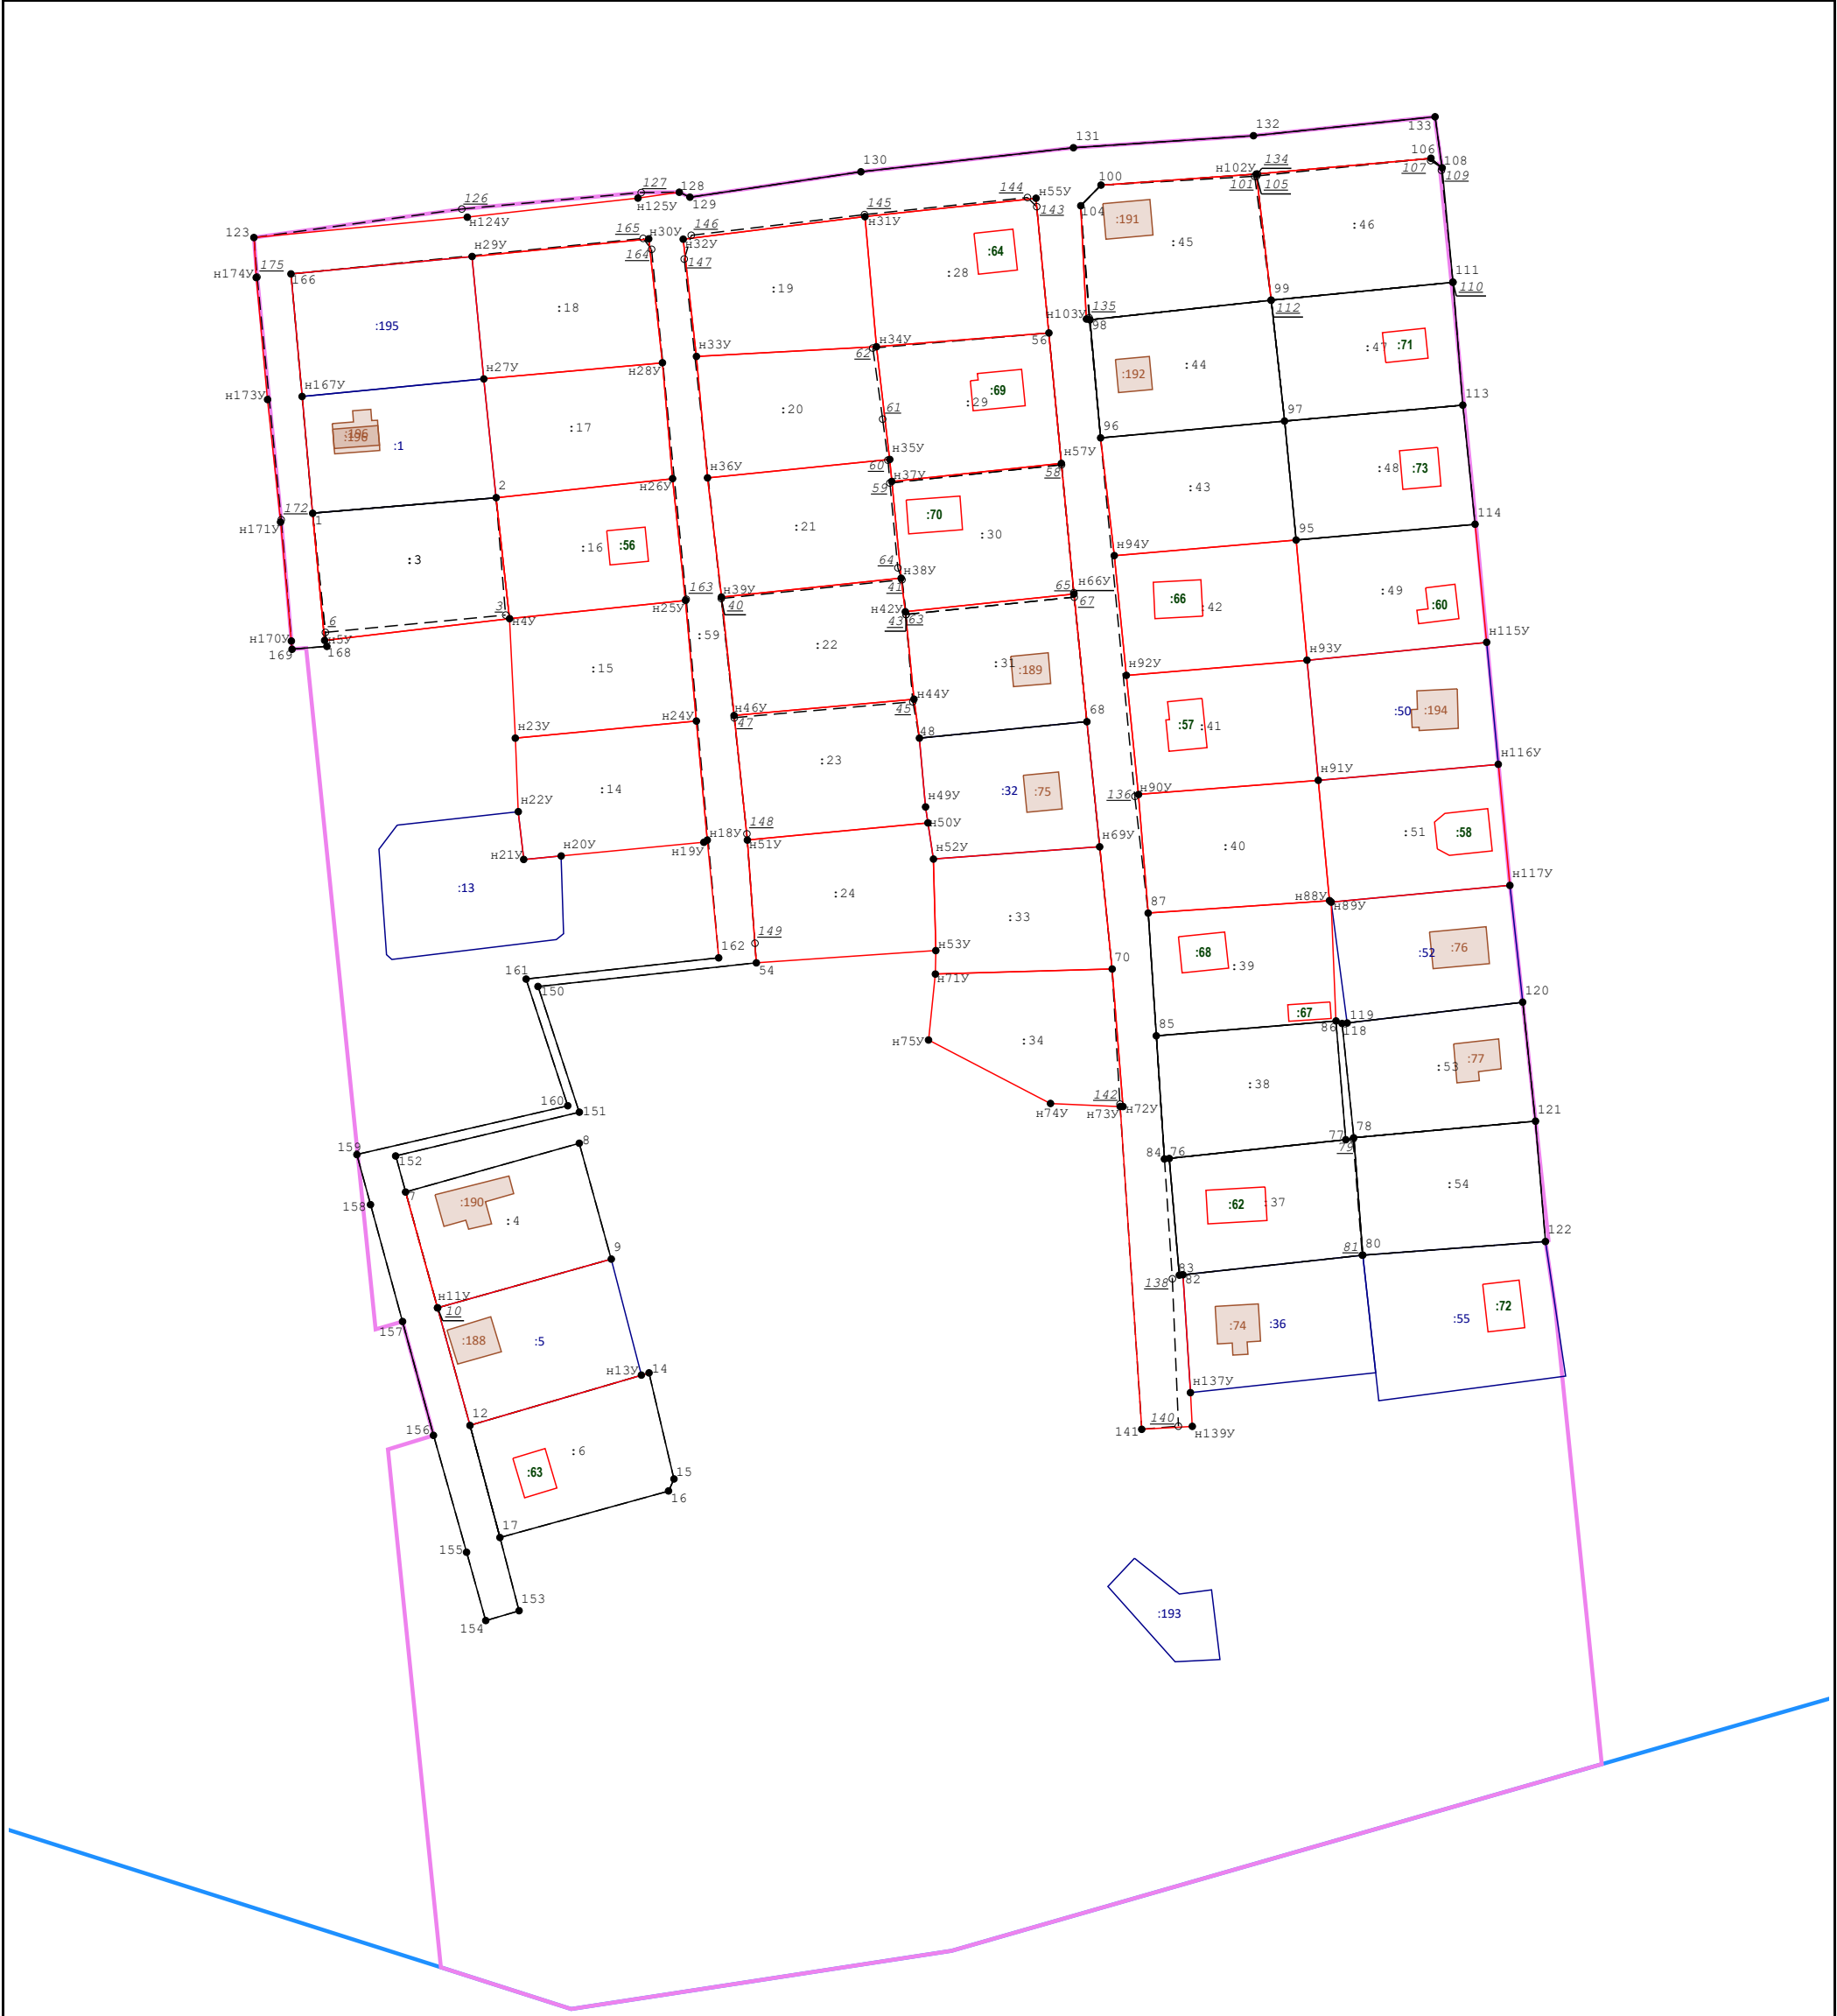 133
132
131
130
106
108
107
109
н102У
134
101
105
100
104
127
128
129
н125У
126
н124У
123
144
н55У
143
145
н31У
:191
:45
:46
146
н32У
147
165
н30У
164
н29У
н174У
175
166
:64
:28
:19
:18
:195
111
110
99
112
135
н103У
98
56
н34У
62
н33У
н28У
н27У
н167У
н173У
:47
:71
:44
:192
:69
:29
:20
:17
:196
:196
:1
61
113
97
96
н57У
58
н35У
60
н37У
59
н36У
н26У
2
172
1
н171У
:48
:73
:43
:70
:30
:21
:16
:56
:3
114
95
н94У
64
н38У
41
н39У
40
65
н66У
67
н42У
43
63
163
н25У
3
н4У
6
н5У
н170У
169
168
:49
:60
:66
:42
:59
:22
:31
:189
:15
н115У
н93У
н92У
н44У
45
н46У
47
н24У
н23У
68
48
:50
:194
:57
:41
:23
:14
:32
:75
н116У
н91У
н90У
136
н49У
н50У
н22У
148
н51У
н18У
н19У
н20У
н21У
н52У
н69У
:51
:58
:40
:13
:24
:33
н117У
н88У
н89У
87
149
54
162
161
150
н53У
н71У
70
:52
:76
:68
:39
:67
120
119
118
86
85
н75У
:34
:38
:53
:77
160
151
142
н73У
н72У
н74У
121
78
77
79
84
76
159
152
8
7
158
:190
:4
:62
:37
:54
122
80
81
83
82
138
9
н11У
10
157
:188
:5
:74
:36
:55
:72
н13У
14
н137У
12
156
140
141
н139У
:6
:63
15
16
17
155
153
154
:193